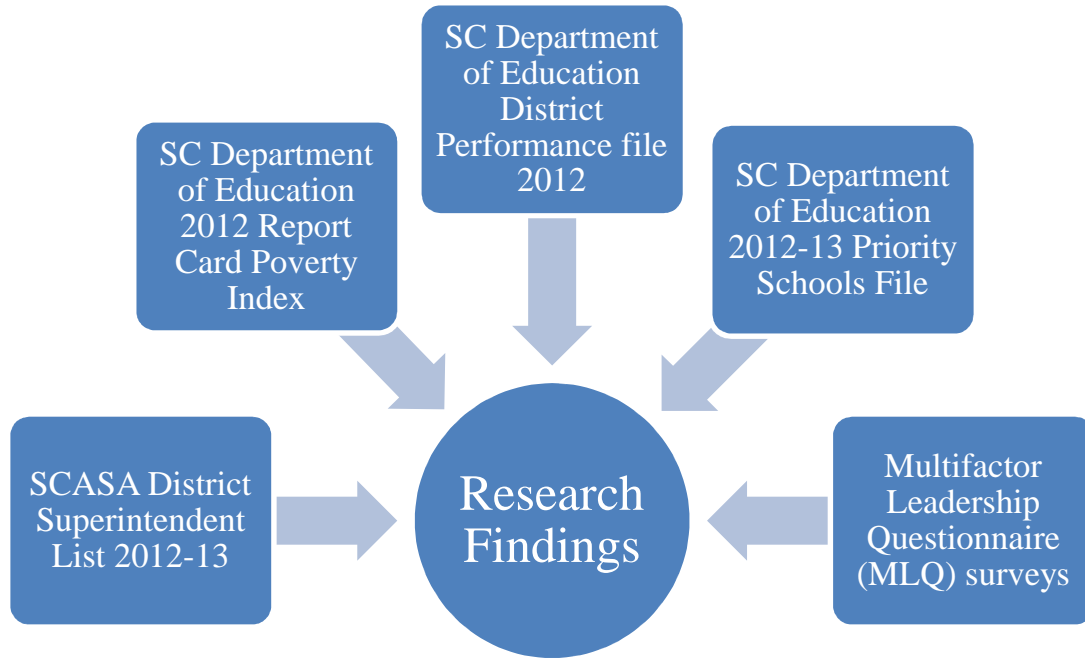 SC Department
of Education
District
Performance file
2012
SC Department
of Education
2012 Report
Card Poverty
Index
SC Department
of Education
2012-13 Priority
Schools File
SCASA District
Superintendent
List 2012-13
Research
Findings
Multifactor
Leadership
Questionnaire
(MLQ) surveys